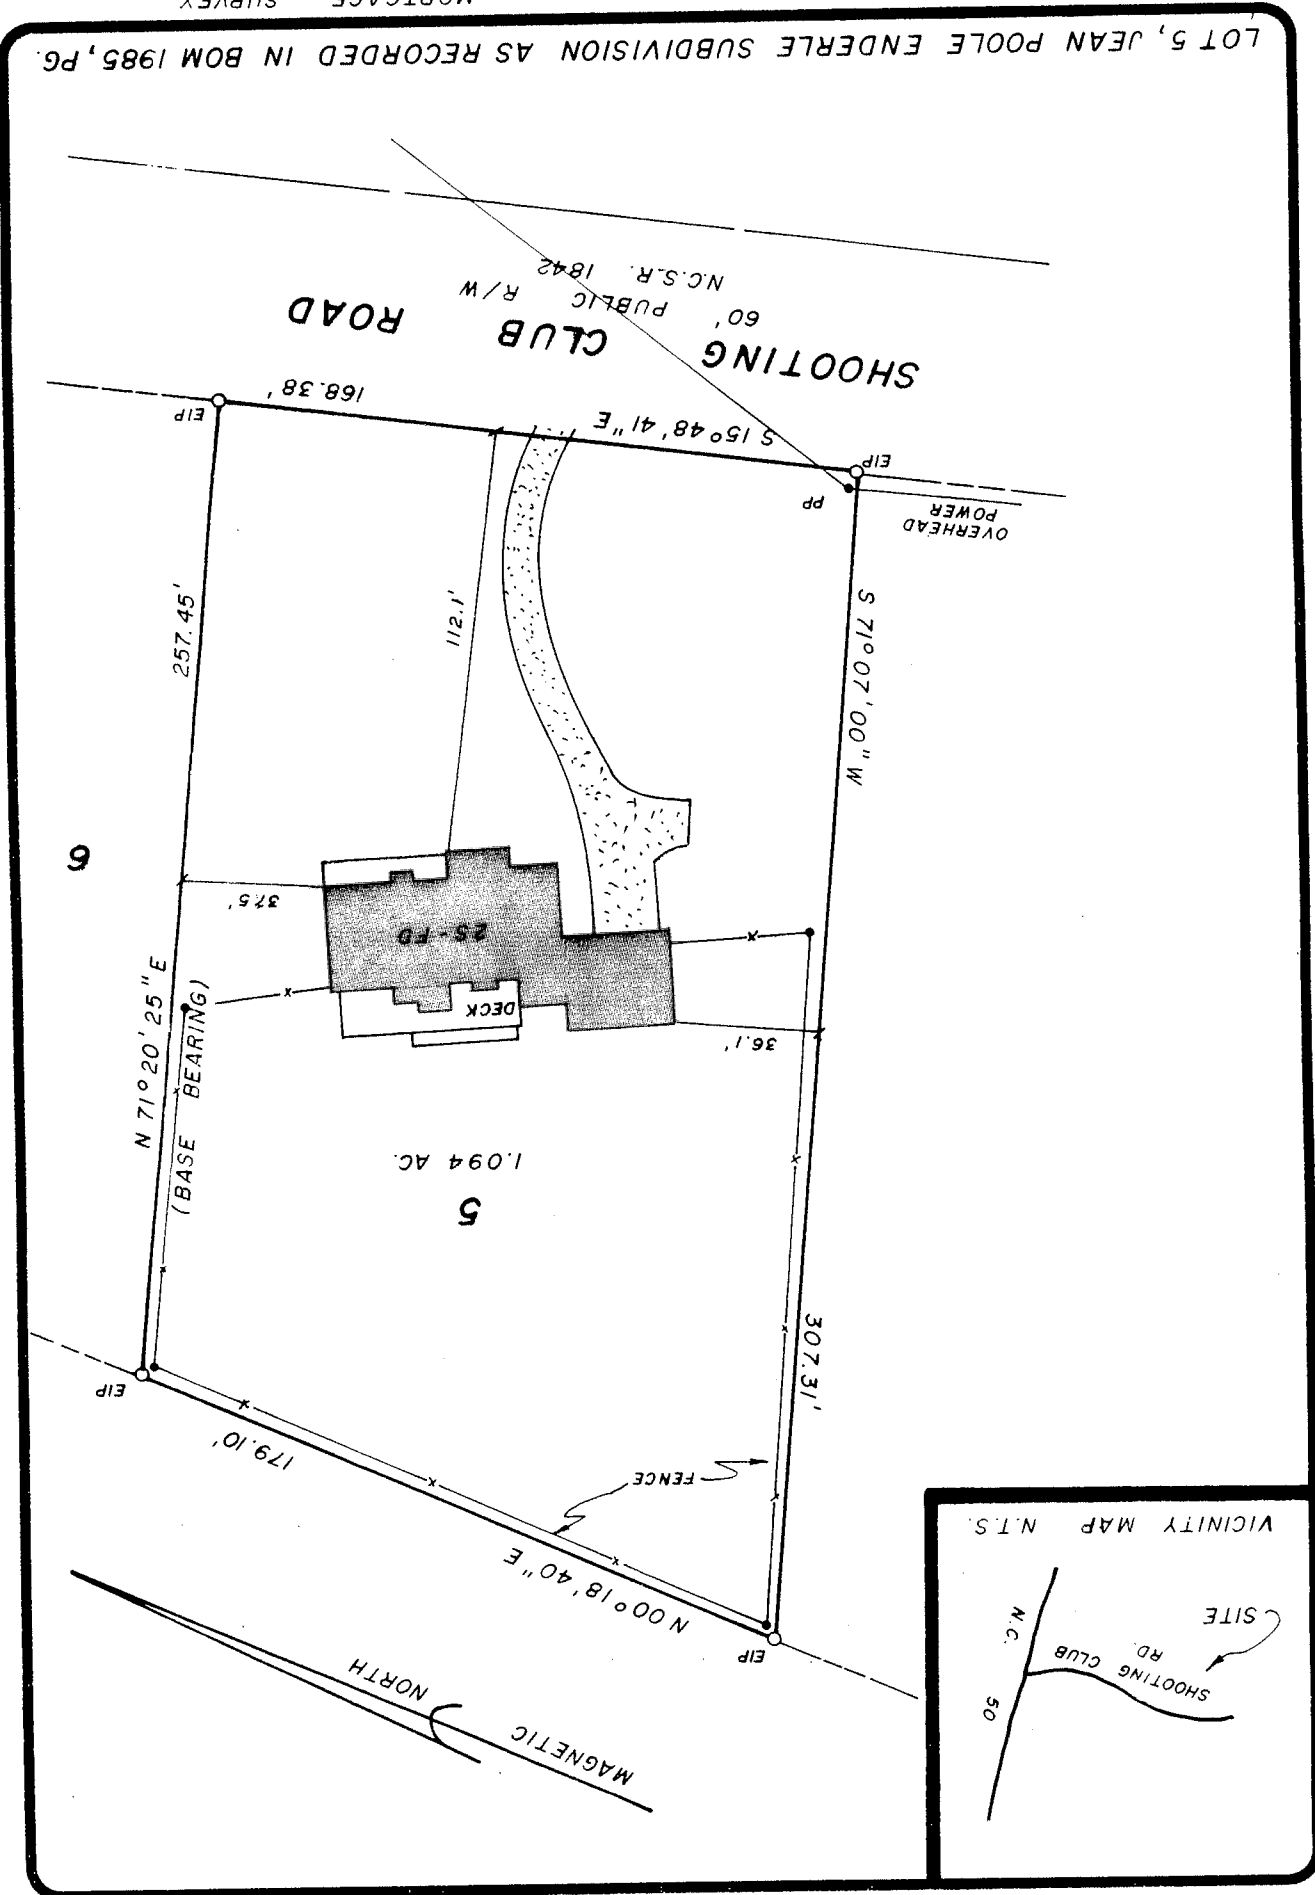 VICINITY MAP N.T.S.
SITE
SHOOTING CLUB
RD.
N.C. 50
MAGNETIC NORTH
EIP
N 00° 18' 40" E
179.10'
EIP
FENCE
307.31'
S 71° 07' 00" W
5
1.094 AC.
N 71° 20' 25" E
(BASE BEARING)
257.45'
36.1'
DECK
2S-FD
37.5'
6
112.1'
OVERHEAD
POWER
PP
EIP
S 15° 48' 41" E
168.38'
EIP
SHOOTING CLUB ROAD
60' PUBLIC R/W
N.C.S.R. 1842
LOT 5, JEAN POOLE ENDERLE SUBDIVISION AS RECORDED IN BOM 1985, PG.
MORTGAGE SURVEY